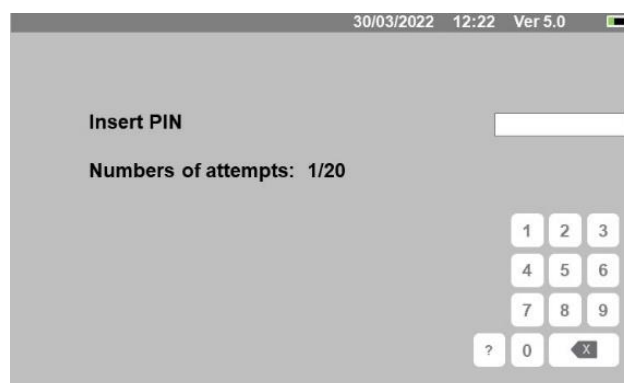 30/03/2022 12:22 Ver 5.0
Insert PIN
Numbers of attempts: 1/20
1 2 3
4 5 6
7 8 9
? 0 X